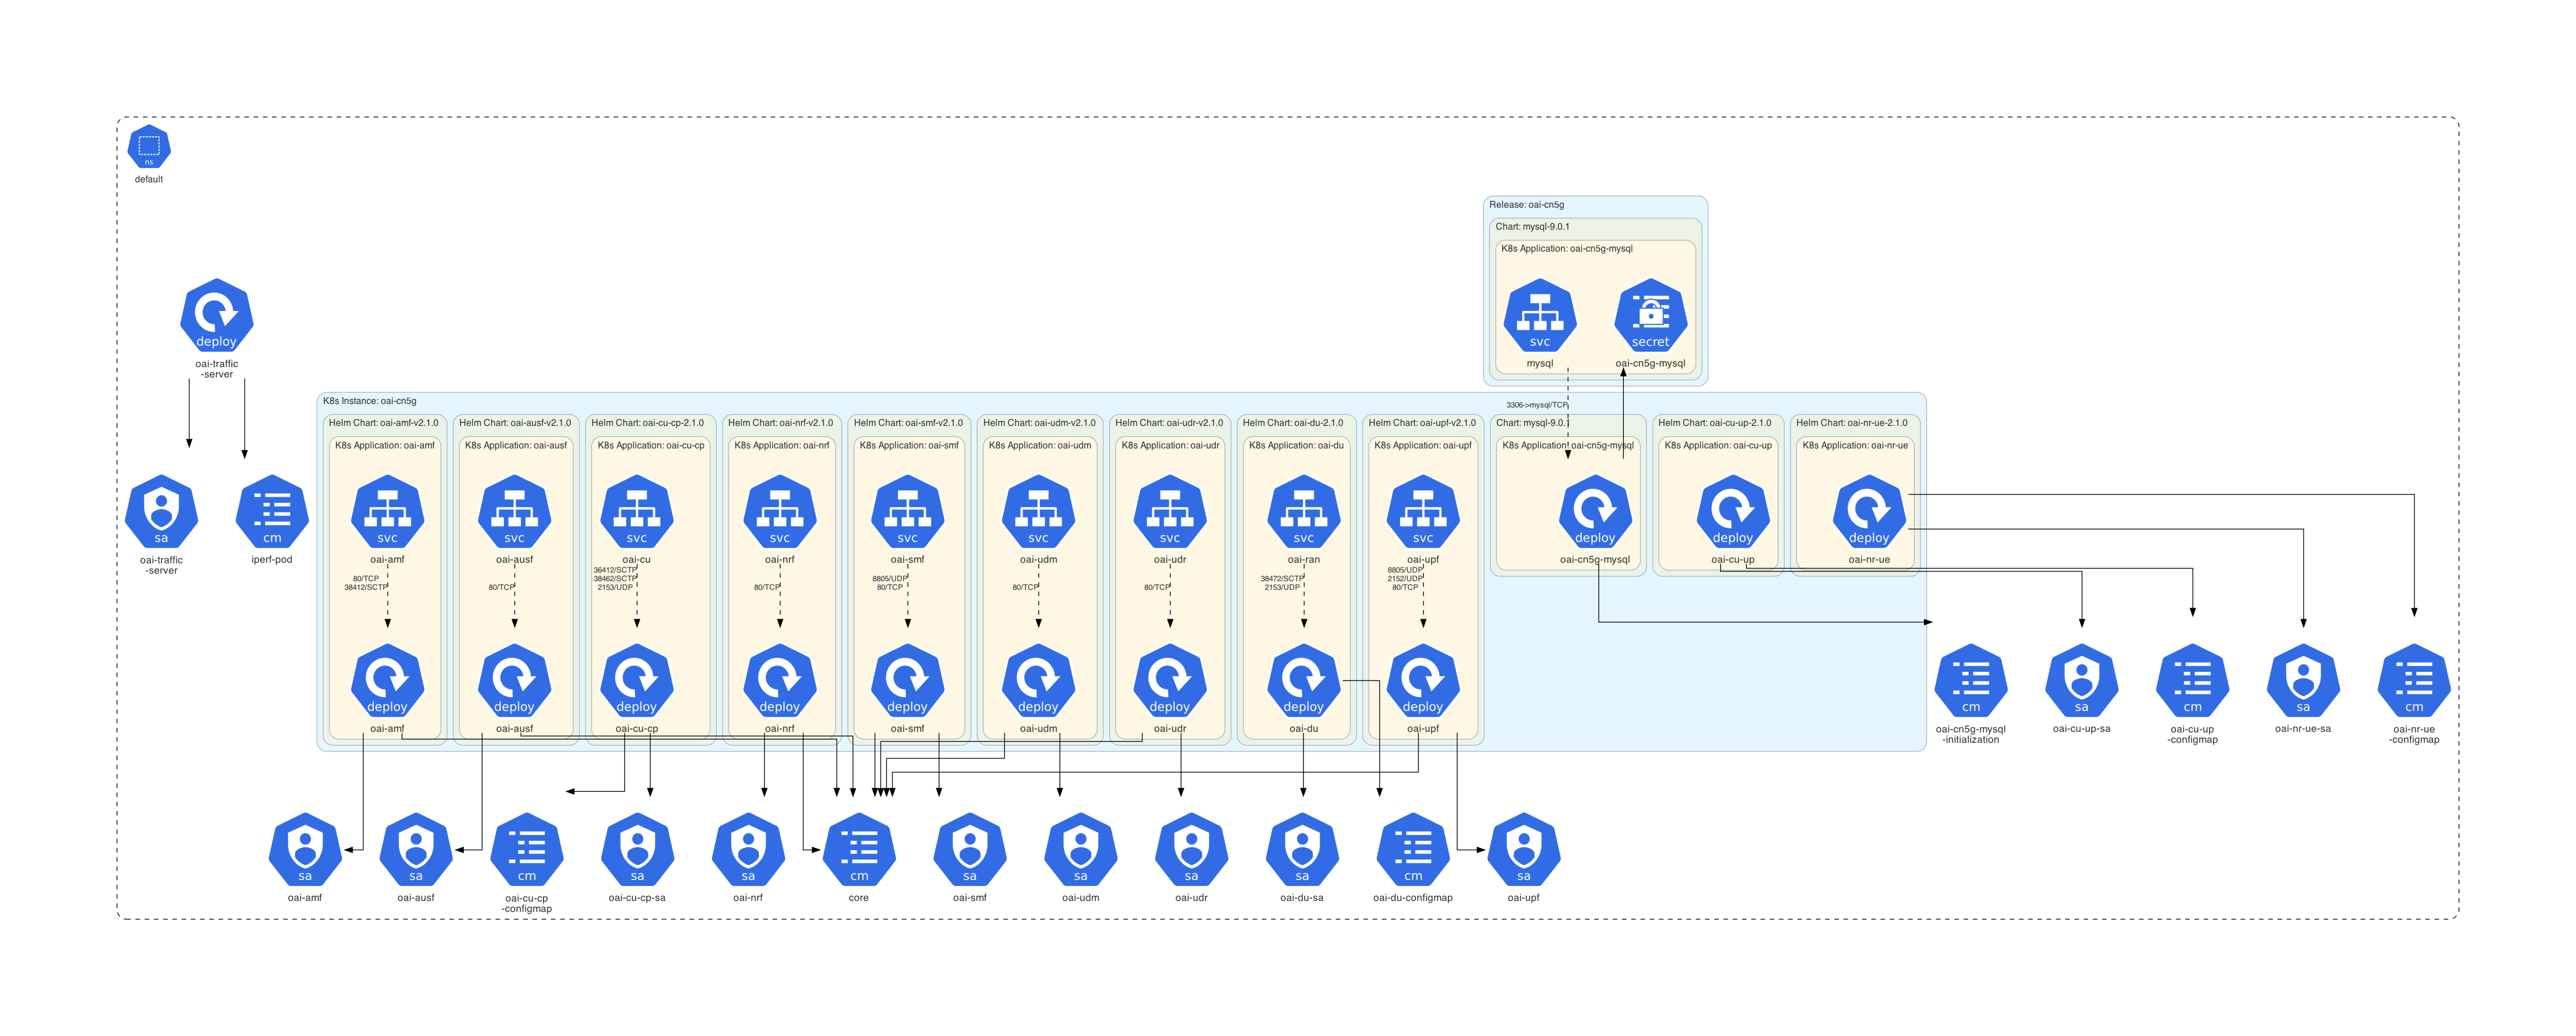 ns
default
Release: oai-cn5g
Chart: mysql-9.0.1
K8s Application: oai-cn5g-mysql
svc
mysql
secret
oai-cn5g-mysql
deploy
oai-traffic
-server
3306->mysql/TCP
sa
oai-traffic
-server
cm
iperf-pod
K8s Instance: oai-cn5g
Helm Chart: oai-amf-v2.1.0
K8s Application: oai-amf
svc
oai-amf
80/TCP
38412/SCTP
deploy
oai-amf
Helm Chart: oai-ausf-v2.1.0
K8s Application: oai-ausf
svc
oai-ausf
80/TCP
deploy
oai-ausf
Helm Chart: oai-cu-cp-2.1.0
K8s Application: oai-cu-cp
svc
oai-cu
36412/SCTP
38462/SCTP
2153/UDP
deploy
oai-cu-cp
Helm Chart: oai-nrf-v2.1.0
K8s Application: oai-nrf
svc
oai-nrf
80/TCP
deploy
oai-nrf
Helm Chart: oai-smf-v2.1.0
K8s Application: oai-smf
svc
oai-smf
8805/UDP
80/TCP
deploy
oai-smf
Helm Chart: oai-udm-v2.1.0
K8s Application: oai-udm
svc
oai-udm
80/TCP
deploy
oai-udm
Helm Chart: oai-udr-v2.1.0
K8s Application: oai-udr
svc
oai-udr
80/TCP
deploy
oai-udr
Helm Chart: oai-du-2.1.0
K8s Application: oai-du
svc
oai-ran
38472/SCTP
2153/UDP
deploy
oai-du
Helm Chart: oai-upf-v2.1.0
K8s Application: oai-upf
svc
oai-upf
8805/UDP
2152/UDP
80/TCP
deploy
oai-upf
Chart: mysql-9.0.1
K8s Application: oai-cn5g-mysql
deploy
oai-cn5g-mysql
Helm Chart: oai-cu-up-2.1.0
K8s Application: oai-cu-up
deploy
oai-cu-up
Helm Chart: oai-nr-ue-2.1.0
K8s Application: oai-nr-ue
deploy
oai-nr-ue
cm
oai-cn5g-mysql
-initialization
sa
oai-cu-up-sa
cm
oai-cu-up
-configmap
sa
oai-nr-ue-sa
cm
oai-nr-ue
-configmap
sa
oai-amf
sa
oai-ausf
cm
oai-cu-cp
-configmap
sa
oai-cu-cp-sa
sa
oai-nrf
cm
core
sa
oai-smf
sa
oai-udm
sa
oai-udr
sa
oai-du-sa
cm
oai-du-configmap
sa
oai-upf